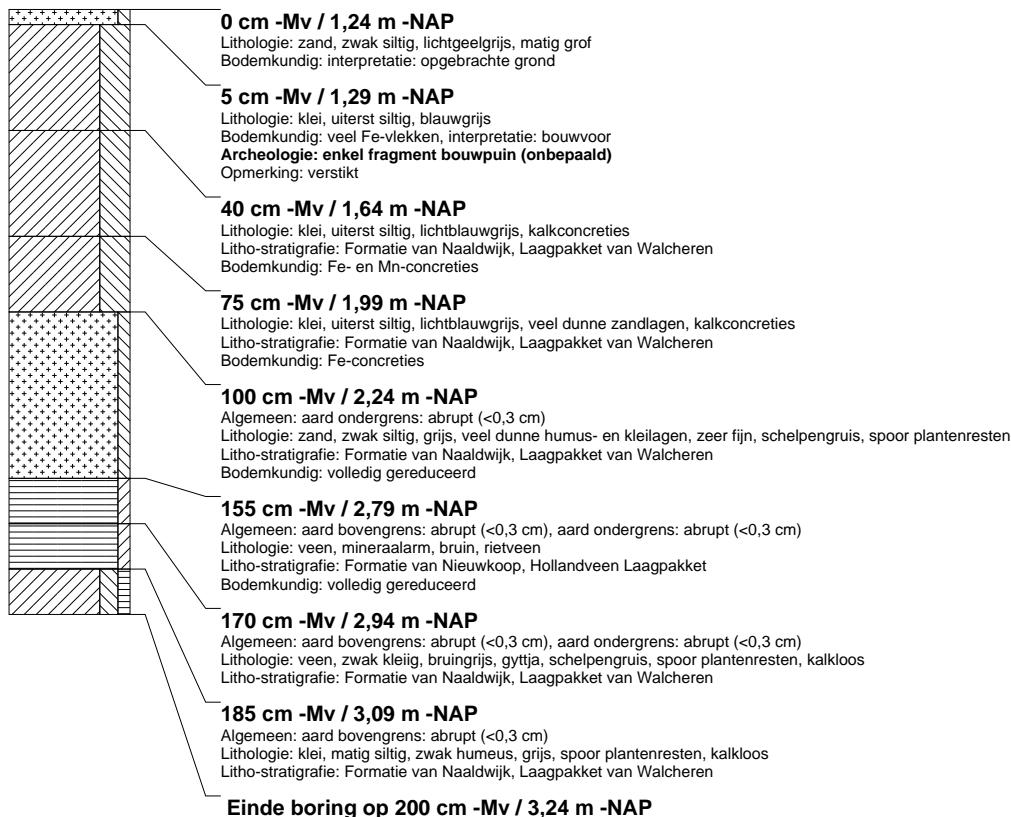 0 cm -Mv / 1,24 m -NAP
Lithologie: zand, zwak siltig, lichtgeelgrijs, matig grof
Bodemkundig: interpretatie: opgebrachte grond
5 cm -Mv / 1,29 m -NAP
Lithologie: klei, uiterst siltig, blauwgrijs
Bodemkundig: veel Fe-vlekken, interpretatie: bouwvoor
Archeologie: enkel fragment bouwpuin (onbepaald)
Opmerking: verstikt
40 cm -Mv / 1,64 m -NAP
Lithologie: klei, uiterst siltig, lichtblauwgrijs, kalkconcreties
Litho-stratigrafie: Formatie van Naaldwijk, Laagpakket van Walcheren
Bodemkundig: Fe- en Mn-concreties
75 cm -Mv / 1,99 m -NAP
Lithologie: klei, uiterst siltig, lichtblauwgrijs, veel dunne zandlagen, kalkconcreties
Litho-stratigrafie: Formatie van Naaldwijk, Laagpakket van Walcheren
Bodemkundig: Fe-concreties
100 cm -Mv / 2,24 m -NAP
Algemeen: aard ondergrens: abrupt (<0,3 cm)
Lithologie: zand, zwak siltig, grijs, veel dunne humus- en kleilagen, zeer fijn, schelpengruis, spoor plantenresten
Litho-stratigrafie: Formatie van Naaldwijk, Laagpakket van Walcheren
Bodemkundig: volledig gereduceerd
155 cm -Mv / 2,79 m -NAP
Algemeen: aard bovengrens: abrupt (<0,3 cm), aard ondergrens: abrupt (<0,3 cm)
Lithologie: veen, mineraalarm, bruin, rietveen
Litho-stratigrafie: Formatie van Nieuwkoop, Hollandveen Laagpakket
Bodemkundig: volledig gereduceerd
170 cm -Mv / 2,94 m -NAP
Algemeen: aard bovengrens: abrupt (<0,3 cm), aard ondergrens: abrupt (<0,3 cm)
Lithologie: veen, zwak kleiig, bruingrijs, gyttja, schelpengruis, spoor plantenresten, kalkloos
Litho-stratigrafie: Formatie van Naaldwijk, Laagpakket van Walcheren
185 cm -Mv / 3,09 m -NAP
Algemeen: aard bovengrens: abrupt (<0,3 cm)
Lithologie: klei, matig siltig, zwak humeus, grijs, spoor plantenresten, kalkloos
Litho-stratigrafie: Formatie van Naaldwijk, Laagpakket van Walcheren
Einde boring op 200 cm -Mv / 3,24 m -NAP